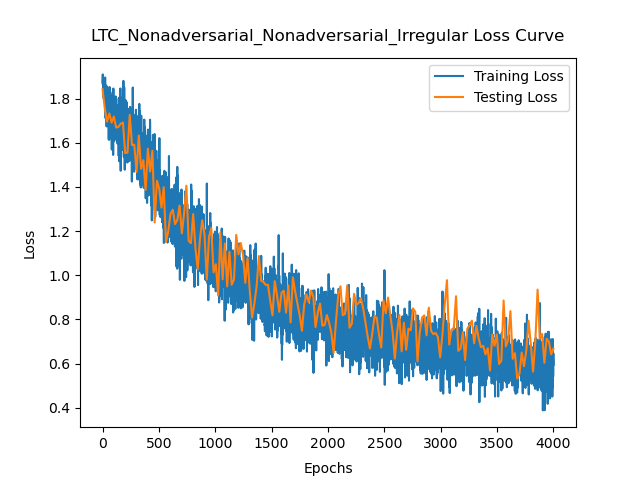 LTC_Nonadversarial_Nonadversarial_Irregular Loss Curve
Training Loss
Testing Loss
Loss
1.8
1.6
1.4
1.2
1.0
0.8
0.6
0.4
0 500 1000 1500 2000 2500 3000 3500 4000
Epochs